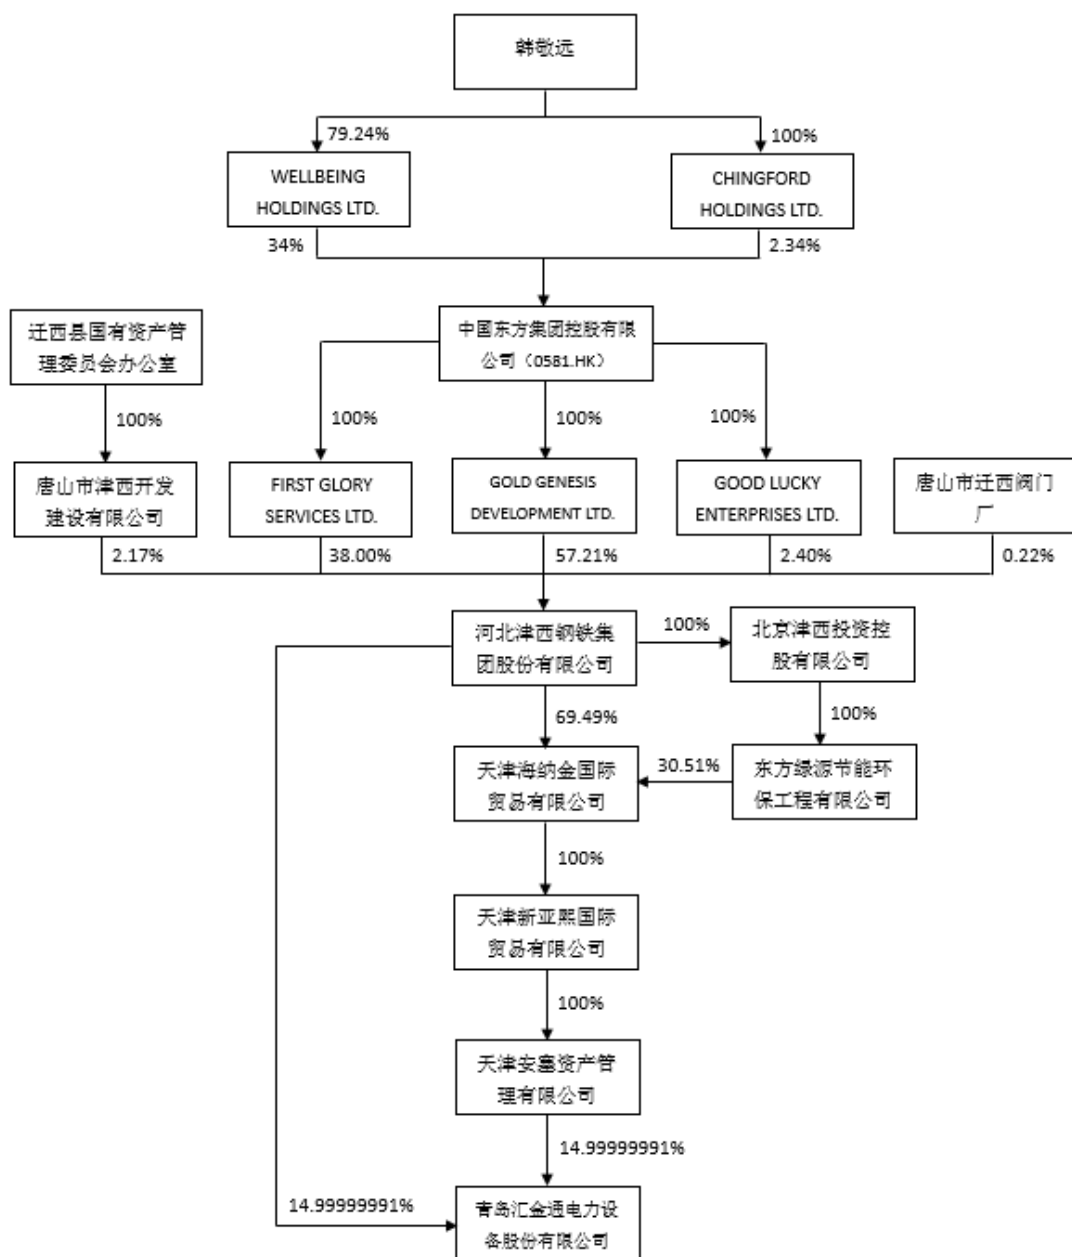 韩敬远
79.24%
100%
WELLBEING
HOLDINGS LTD.
CHINGFORD
HOLDINGS LTD.
34%
2.34%
迁西县国有资产管
理委员会办公室
中国东方集团控股有限
公司（0581.HK）
100%
100%
100%
100%
唐山市津西开发
建设有限公司
FIRST GLORY
SERVICES LTD.
GOLD GENESIS
DEVELOPMENT LTD.
GOOD LUCKY
ENTERPRISES LTD.
唐山市迁西阀门
厂
2.17%
38.00%
57.21%
2.40%
0.22%
河北津西钢铁集
团股份有限公司
100%
北京津西投资控
股有限公司
69.49%
100%
天津海纳金国际
贸易有限公司
30.51%
东方绿源节能环
保工程有限公司
100%
天津新亚熙国际
贸易有限公司
100%
天津安塞资产管
理有限公司
14.99999991%
14.99999991%
青岛汇金通电力设
备股份有限公司